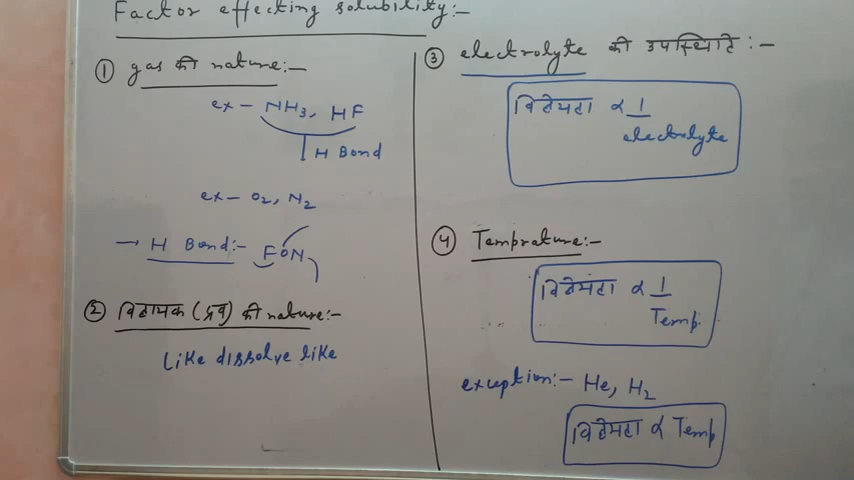 Factor effecting solubility:-
① gas की nature:-
ex - NH₃, HF
H Bond
ex - O₂, N₂
→ H Bond:- FON
② विलायक (द्रव) की nature:-
Like dissolve like
③ electrolyte की उपस्थिति:-
विलेयता ∝ 1
electrolyte
④ Temprature:-
विलेयता ∝ 1
Temp.
exception:- He, H₂
विलेयता ∝ Temp